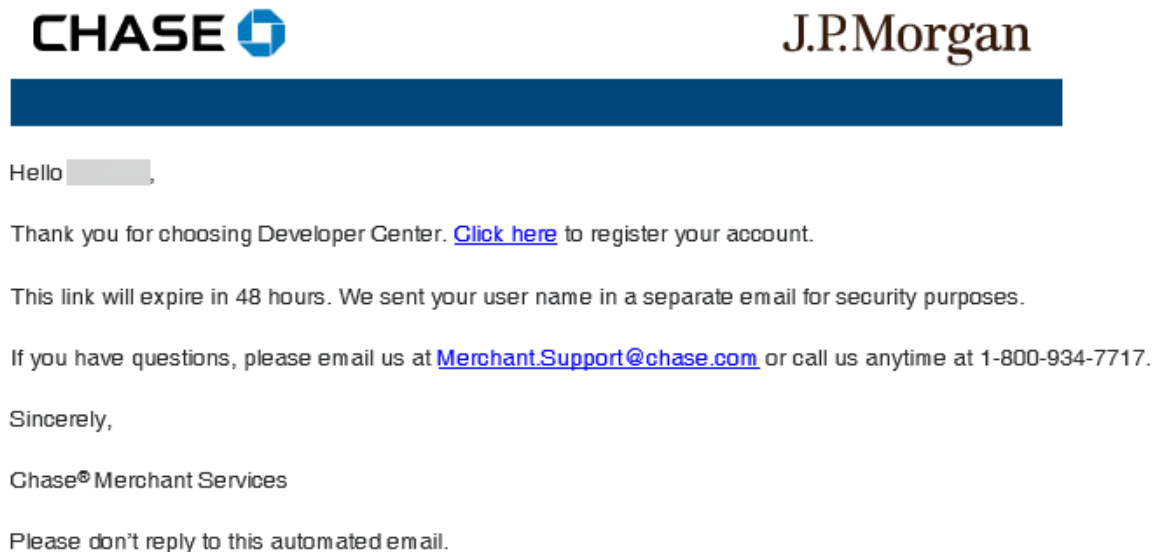 CHASE J.P.Morgan
Hello ,
Thank you for choosing Developer Center. Click here to register your account.
This link will expire in 48 hours. We sent your user name in a separate email for security purposes.
If you have questions, please email us at Merchant.Support@chase.com or call us anytime at 1-800-934-7717.
Sincerely,
Chase® Merchant Services
Please don't reply to this automated email.